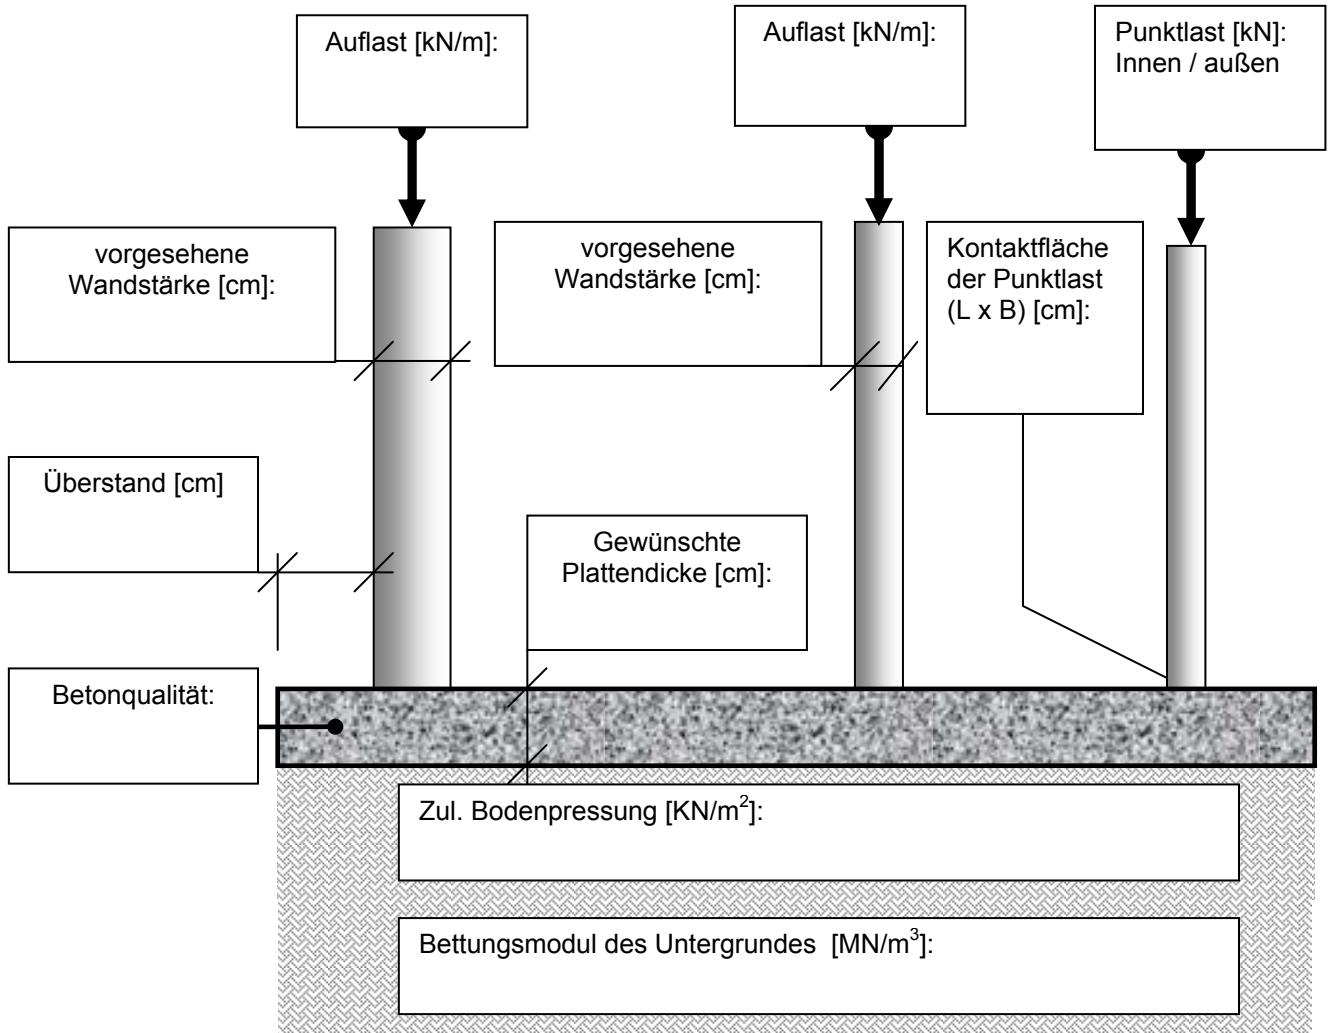 Auflast [kN/m]:
Auflast [kN/m]:
Punktlast [kN]:
Innen / außen
vorgesehene
Wandstärke [cm]:
vorgesehene
Wandstärke [cm]:
Kontaktfläche
der Punktlast
(L x B) [cm]:
Überstand [cm]
Gewünschte
Plattendicke [cm]:
Betonqualität:
Zul. Bodenpressung [KN/m²]:
Bettungsmodul des Untergrundes [MN/m³]: